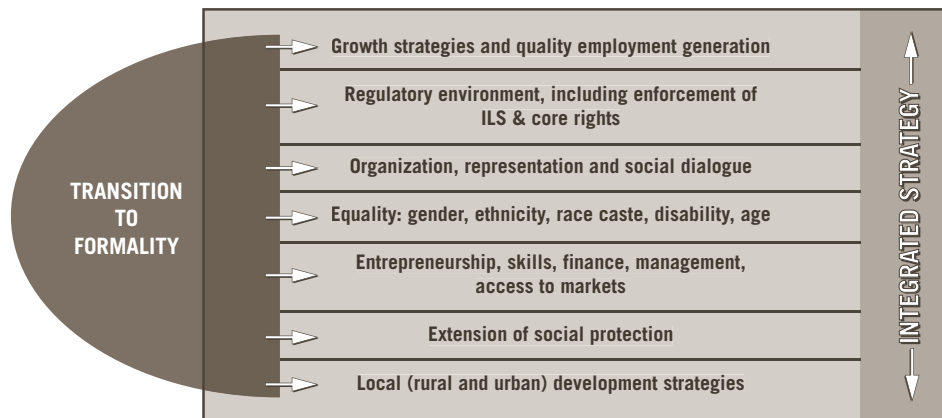 TRANSITION
TO
FORMALITY
Growth strategies and quality employment generation
Regulatory environment, including enforcement of
ILS & core rights
Organization, representation and social dialogue
Equality: gender, ethnicity, race caste, disability, age
Entrepreneurship, skills, finance, management,
access to markets
Extension of social protection
Local (rural and urban) development strategies
INTEGRATED STRATEGY